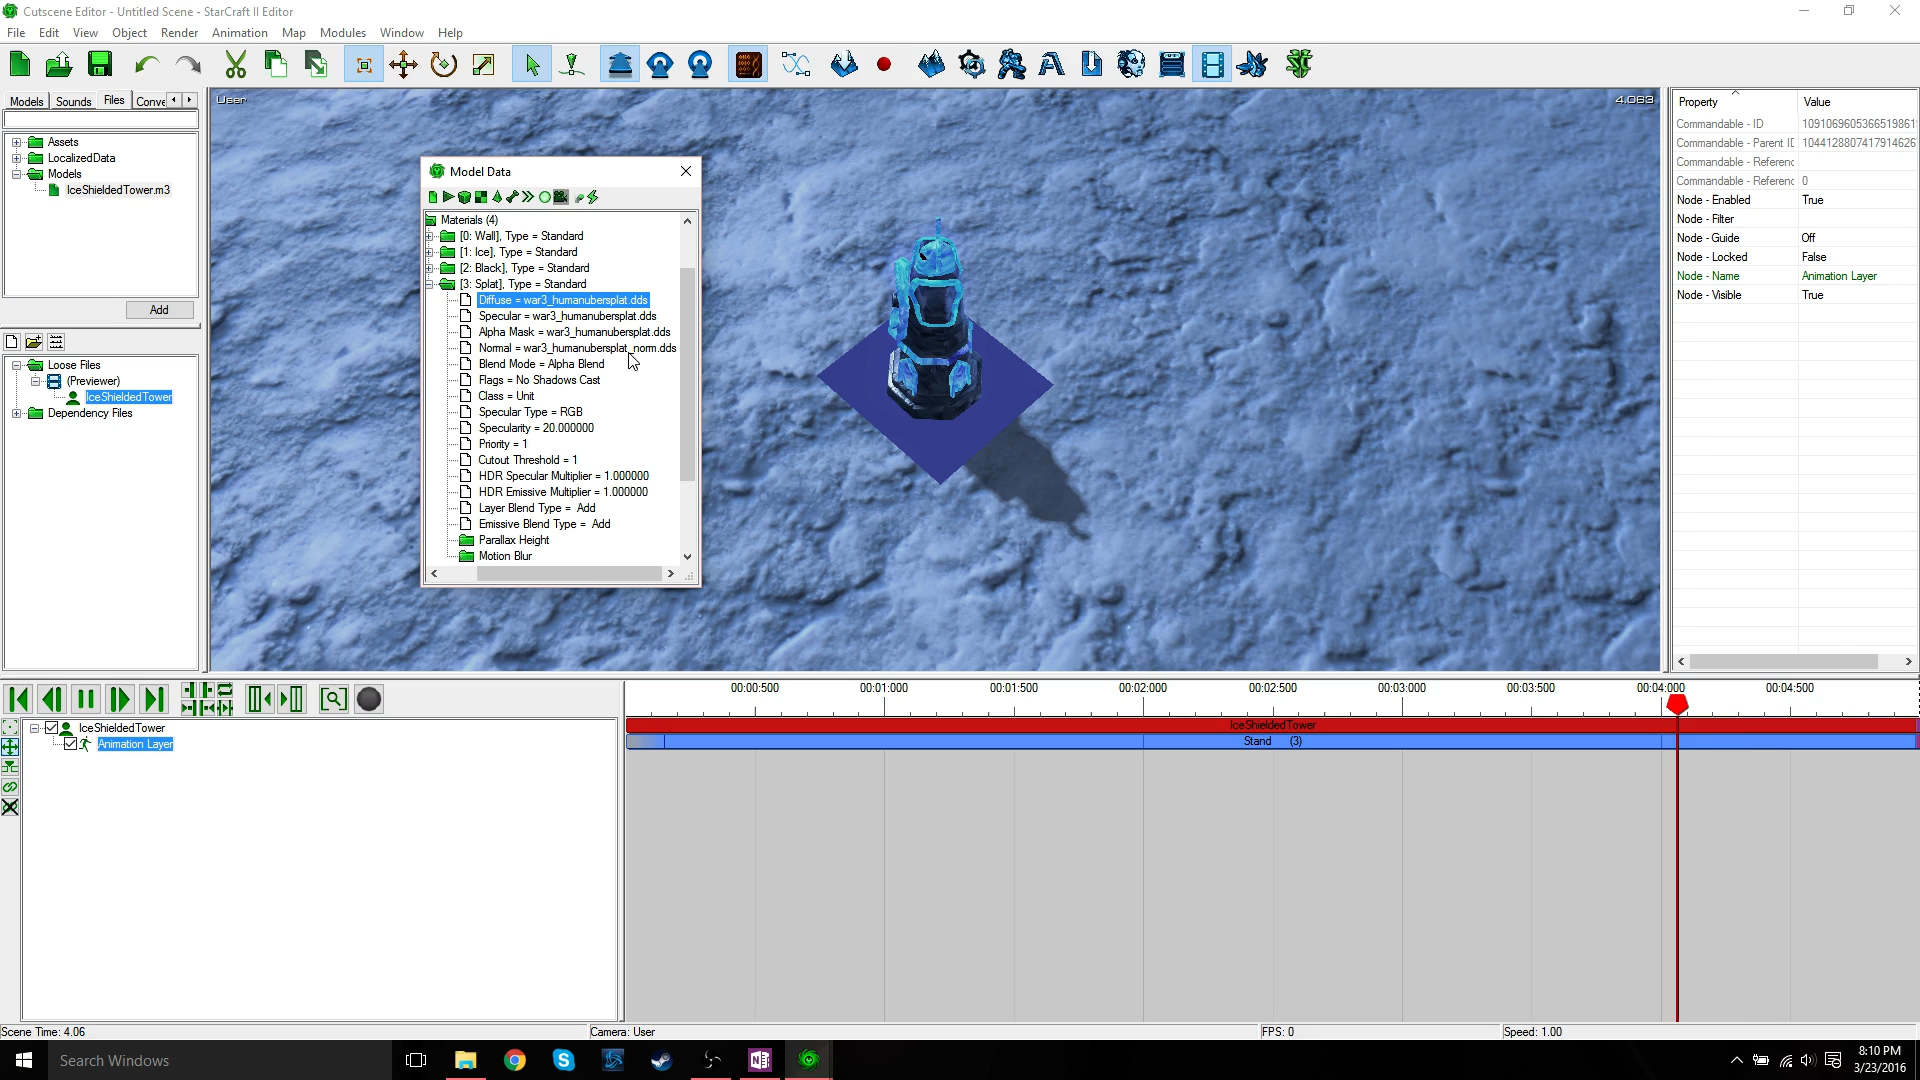 Cutscene Editor - Untitled Scene - StarCraft II Editor
File Edit View Object Render Animation Map Modules Window Help
Models Sounds Files Conve
Assets
LocalizedData
Models
IceShieldedTower.m3
Add
Loose Files
(Previewer)
IceShieldedTower
Dependency Files
User
4.083
Model Data
Materials (4)
[0: Wall], Type = Standard
[1: Ice], Type = Standard
[2: Black], Type = Standard
[3: Splat], Type = Standard
Diffuse = war3_humanubersplat.dds
Specular = war3_humanubersplat.dds
Alpha Mask = war3_humanubersplat.dds
Normal = war3_humanubersplat_norm.dds
Blend Mode = Alpha Blend
Flags = No Shadows Cast
Class = Unit
Specular Type = RGB
Specularity = 20.000000
Priority = 1
Cutout Threshold = 1
HDR Specular Multiplier = 1.000000
HDR Emissive Multiplier = 1.000000
Layer Blend Type = Add
Emissive Blend Type = Add
Parallax Height
Motion Blur
Property Value
Commandable - ID 1091069605366519861
Commandable - Parent ID 1044128807417914626
Commandable - Referenc
Commandable - Referenc 0
Node - Enabled True
Node - Filter
Node - Guide Off
Node - Locked False
Node - Name Animation Layer
Node - Visible True
00:00:500 00:01:000 00:01:500 00:02:000 00:02:500 00:03:000 00:03:500 00:04:000 00:04:500
IceShieldedTower
Animation Layer
IceShieldedTower
Stand (3)
Scene Time: 4.06 Camera: User FPS: 0 Speed: 1.00
Search Windows
8:10 PM
3/23/2016